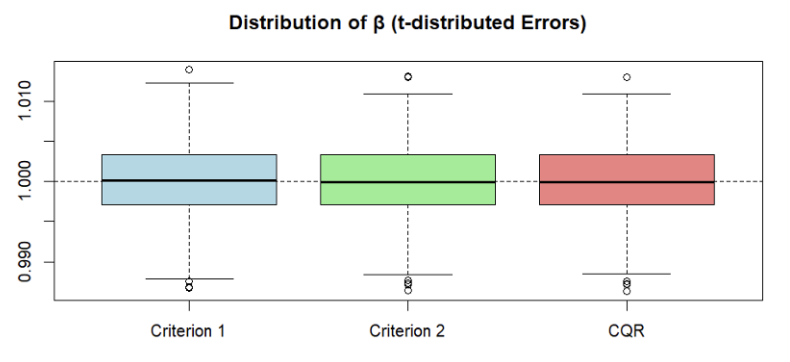 Distribution of β (t-distributed Errors)
1.010
1.000
0.990
Criterion 1
Criterion 2
CQR